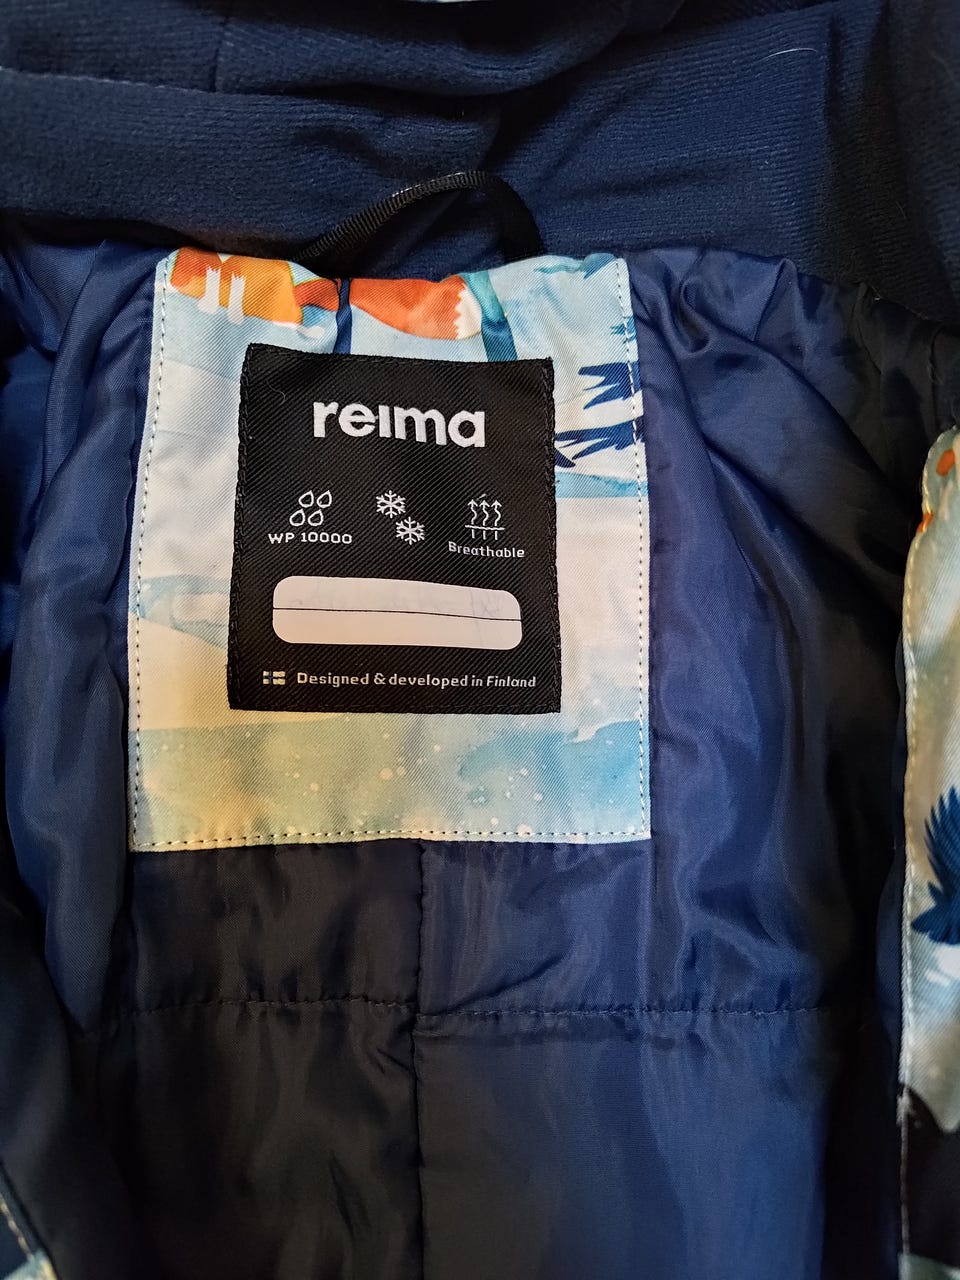 reima
WP 10000
Breathable
Designed & developed in Finland